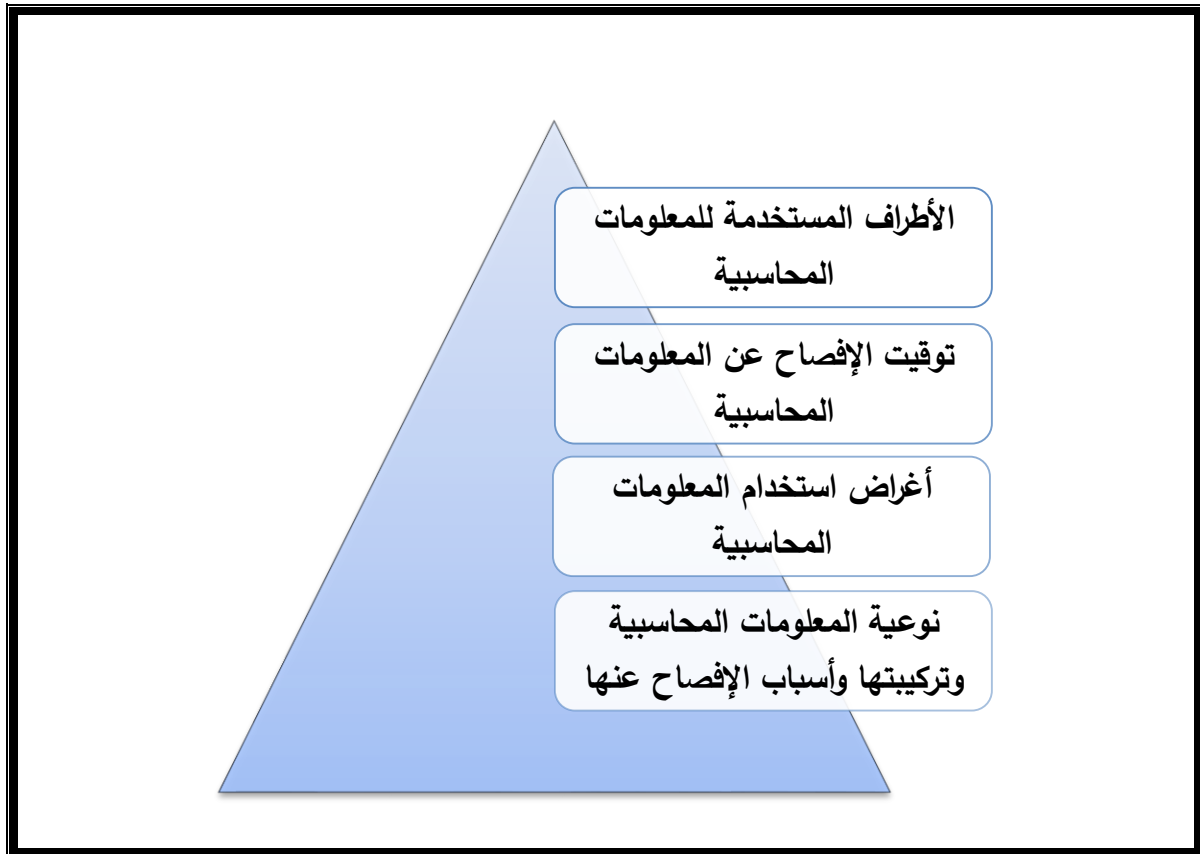 الأطراف المستخدمة للمعلومات
المحاسبية
توقيت الإفصاح عن المعلومات
المحاسبية
أغراض استخدام المعلومات
المحاسبية
نوعية المعلومات المحاسبية
وتركيبتها وأسباب الإفصاح عنها